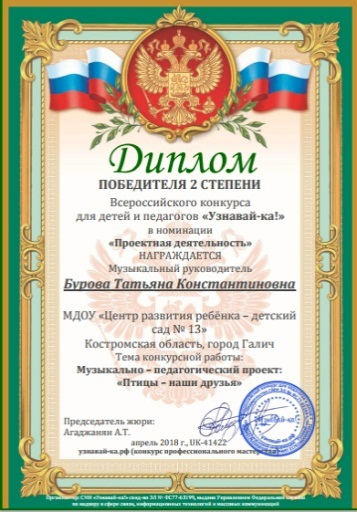 Диплом
ПОБЕДИТЕЛЯ 2 СТЕПЕНИ
Всероссийского конкурса
для детей и педагогов «Узнавай-ка!»
в номинации
«Проектная деятельность»
НАГРАЖДАЕТСЯ
Музыкальный руководитель
Бурова Татьяна Константиновна
МДОУ «Центр развития ребёнка – детский
сад № 13»
Костромская область, город Галич
Тема конкурсной работы:
Музыкально – педагогический проект:
«Птицы – наши друзья»
Председатель жюри:
Агаджанян А.Т.
апрель 2018 г., UK-41422
узнавай-ка.рф (конкурс профессионального мастерства)
Организатор СМИ «Узнавай-ка!» свид-во ЭЛ № ФС77-63199, выдано Управлением Федеральной службы
по надзору в сфере связи, информационных технологий и массовых коммуникаций